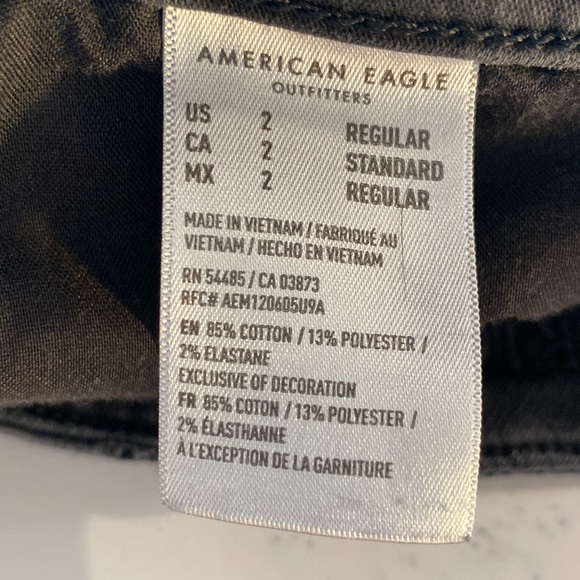 AMERICAN EAGLE
OUTFITTERS
US 2 REGULAR
CA 2 STANDARD
MX 2 REGULAR
MADE IN VIETNAM / FABRIQUÉ AU
VIETNAM / HECHO EN VIETNAM
RN 54485 / CA 03873
RFC# AEM120605U9A
EN 85% COTTON / 13% POLYESTER /
2% ELASTANE
EXCLUSIVE OF DECORATION
FR 85% COTON / 13% POLYESTER /
2% ÉLASTHANNE
À L'EXCEPTION DE LA GARNITURE